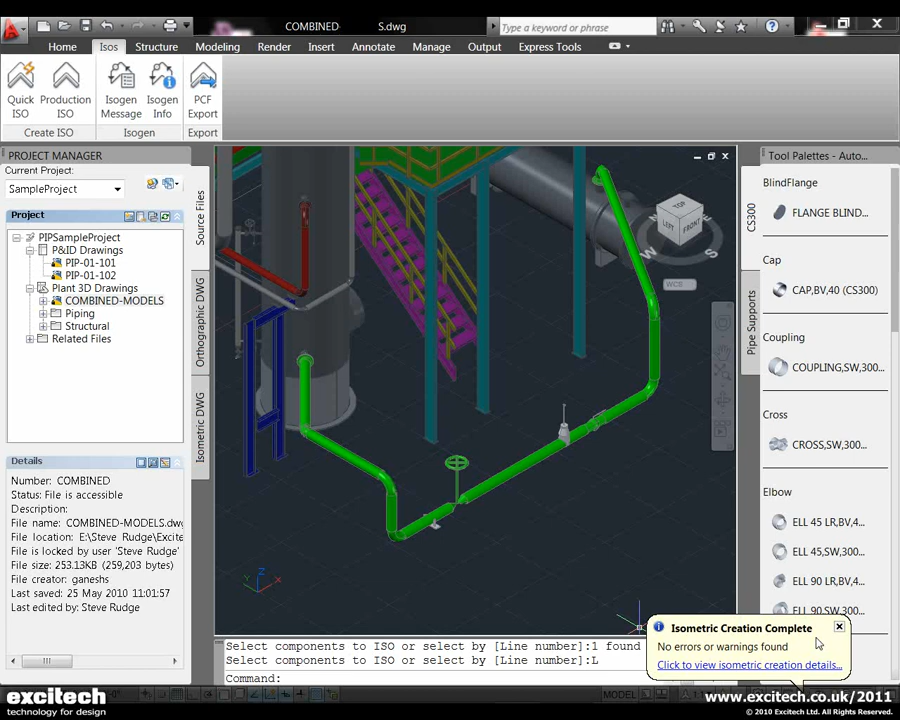 COMBINED
S.dwg
Type a keyword or phrase
Home
Isos
Structure
Modeling
Render
Insert
Annotate
Manage
Output
Express Tools
Quick ISO
Production ISO
Isogen Message
Isogen Info
PCF Export
Create ISO
Isogen
Export
PROJECT MANAGER
Current Project:
SampleProject
Project
PIPSampleProject
P&ID Drawings
PIP-01-101
PIP-01-102
Plant 3D Drawings
COMBINED-MODELS
Piping
Structural
Related Files
Source Files
Orthographic DWG
Isometric DWG
Details
Number: COMBINED
Status: File is accessible
Description:
File name: COMBINED-MODELS.dwg
File location: E:\Steve Rudge\Exc
File is locked by user 'Steve Rudge'
File size: 253.13KB (259,203 bytes)
File creator: ganeshs
Last saved: 25 May 2010 11:01:57
Last edited by: Steve Rudge
TOP
LEFT
FRONT
W
S
WCS
Z
Y
X
Tool Palettes - Auto...
CS300
Pipe Supports
BlindFlange
FLANGE BLIND...
Cap
CAP,BV,40 (CS300)
Coupling
COUPLING,SW,300...
Cross
CROSS,SW,300...
Elbow
ELL 45 LR,BV,4...
ELL 45,SW,300...
ELL 90 LR,BV,4...
ELL 90,SW,300...
Select components to ISO or select by [Line number]:1 found
Select components to ISO or select by [Line number]:L
Command:
Isometric Creation Complete
No errors or warnings found
Click to view isometric creation details...
MODEL
excitech
technology for design
www.excitech.co.uk/2011
© 2010 Excitech Ltd. All Rights Reserved.